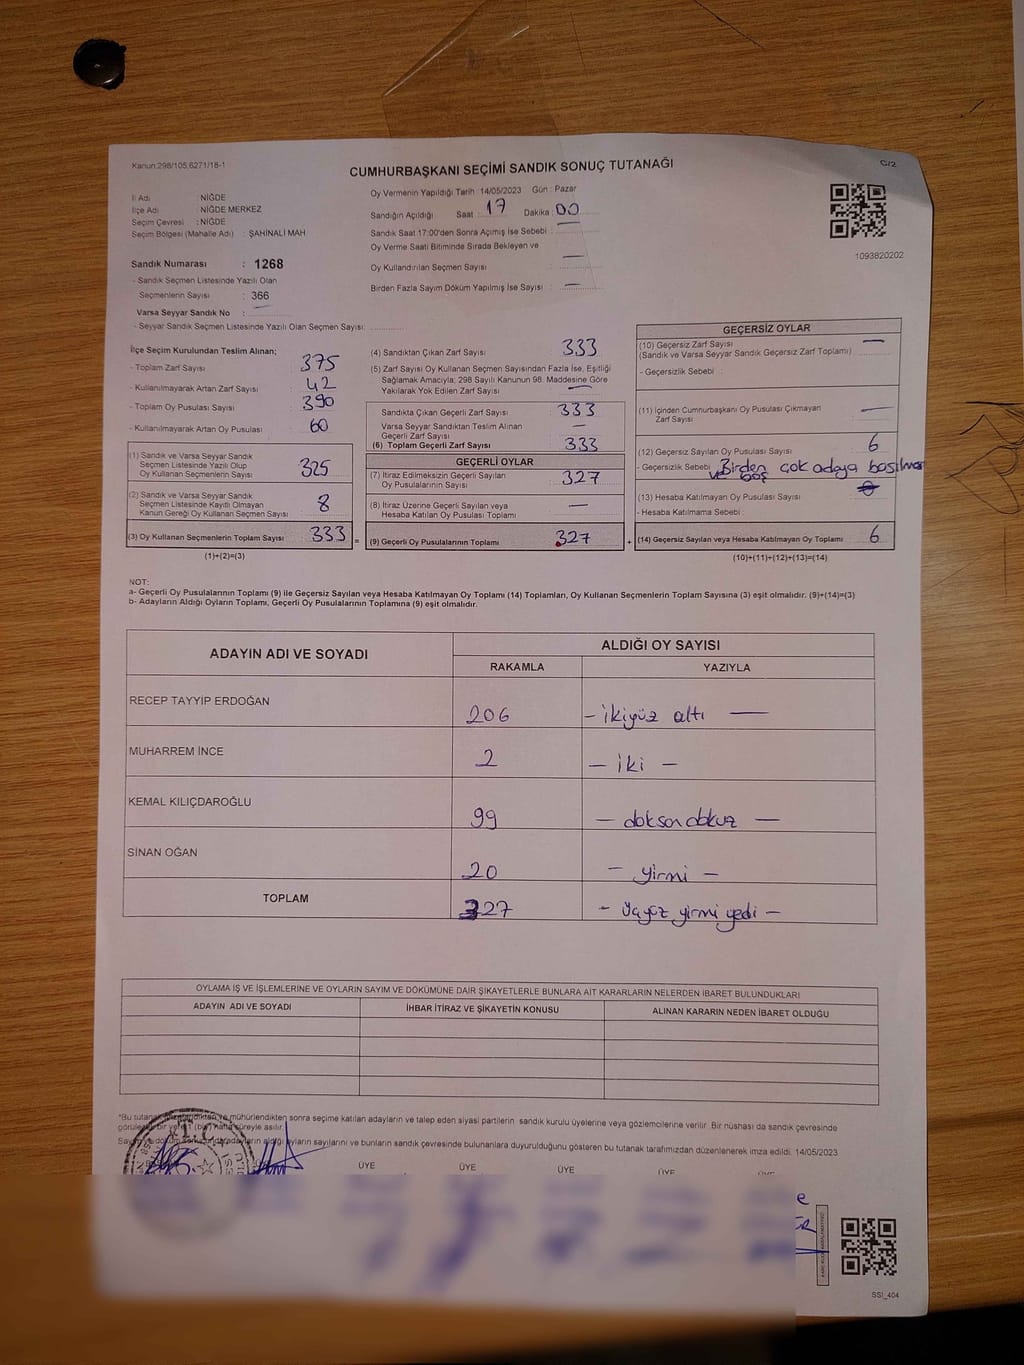 Kanun:298/105,6271/18-1
CUMHURBAŞKANI SEÇİMİ SANDIK SONUÇ TUTANAĞI
C/2
İl Adı : NİĞDE
İlçe Adı : NİĞDE MERKEZ
Seçim Çevresi : NİĞDE
Seçim Bölgesi (Mahalle Adı) : ŞAHİNALİ MAH
Sandık Numarası : 1268
- Sandık Seçmen Listesinde Yazılı Olan
Seçmenlerin Sayısı : 366
Varsa Seyyar Sandık No : —
- Seyyar Sandık Seçmen Listesinde Yazılı Olan Seçmen Sayısı:
Oy Vermenin Yapıldığı Tarih :14/05/2023 Gün : Pazar
Sandığın Açıldığı Saat : 17 Dakika : 00
Sandık Saat 17:00'den Sonra Açımış İse Sebebi : —
Oy Verme Saati Bitiminde Sırada Bekleyen ve
Oy Kullandırılan Seçmen Sayısı : —
Birden Fazla Sayım Döküm Yapılmış İse Sayısı : —
1093820202
İlçe Seçim Kurulundan Teslim Alınan;
- Toplam Zarf Sayısı : 375
- Kullanılmayarak Artan Zarf Sayısı : 42
- Toplam Oy Pusulası Sayısı : 390
- Kullanılmayarak Artan Oy Pusulası : 60
(1) Sandık ve Varsa Seyyar Sandık
Seçmen Listesinde Yazılı Olup
Oy Kullanan Seçmenlerin Sayısı 325
(2) Sandık ve Varsa Seyyar Sandık
Seçmen Listesinde Kayıtlı Olmayan
Kanun Gereği Oy Kullanan Seçmen Sayısı : 8
(3) Oy Kullanan Seçmenlerin Toplam Sayısı : 333
(1)+(2)=(3)
(4) Sandıktan Çıkan Zarf Sayısı : 333
(5) Zarf Sayısı Oy Kullanan Seçmen Sayısından Fazla İse, Eşitliği
Sağlamak Amacıyla; 298 Sayılı Kanunun 98. Maddesine Göre
Yakılarak Yok Edilen Zarf Sayısı : —
Sandıkta Çıkan Geçerli Zarf Sayısı : 333
Varsa Seyyar Sandıktan Teslim Alınan
Geçerli Zarf Sayısı : —
(6) Toplam Geçerli Zarf Sayısı : 333
GEÇERLİ OYLAR
(7) İtiraz Edilmeksizin Geçerli Sayılan
Oy Pusulalarının Sayısı : 327
(8) İtiraz Üzerine Geçerli Sayılan veya
Hesaba Katılan Oy Pusulası Toplamı : —
= (9) Geçerli Oy Pusulalarının Toplamı : 327 +
GEÇERSİZ OYLAR
(10) Geçersiz Zarf Sayısı —
(Sandık ve Varsa Seyyar Sandık Geçersiz Zarf Toplamı)
- Geçersizlik Sebebi :
(11) İçinden Cumhurbaşkanı Oy Pusulası Çıkmayan —
Zarf Sayısı
(12) Geçersiz Sayılan Oy Pusulası Sayısı : 6
- Geçersizlik Sebebi : Birden çok adaya basılması
ve boş
(13) Hesaba Katılmayan Oy Pusulası Sayısı :
- Hesaba Katılmama Sebebi :
(14) Geçersiz Sayılan veya Hesaba Katılmayan Oy Toplamı : 6
(10)+(11)+(12)+(13)=(14)
NOT:
a- Geçerli Oy Pusulalarının Toplamı (9) ile Geçersiz Sayılan veya Hesaba Katılmayan Oy Toplamı (14) Toplamları, Oy Kullanan Seçmenlerin Toplam Sayısına (3) eşit olmalıdır. (9)+(14)=(3)
b- Adayların Aldığı Oyların Toplamı, Geçerli Oy Pusulalarının Toplamına (9) eşit olmalıdır.
ADAYIN ADI VE SOYADI
ALDIĞI OY SAYISI
RAKAMLA YAZIYLA
RECEP TAYYİP ERDOĞAN 206 - ikiyüz altı —
MUHARREM İNCE 2 — iki —
KEMAL KILIÇDAROĞLU 99 — doksan dokuz —
SİNAN OĞAN 20 - yirmi -
TOPLAM 327 - üçyüz yirmi yedi -
OYLAMA İŞ VE İŞLEMLERİNE VE OYLARIN SAYIM VE DÖKÜMÜNE DAİR ŞİKAYETLERLE BUNLARA AİT KARARLARIN NELERDEN İBARET BULUNDUKLARI
ADAYIN ADI VE SOYADI İHBAR İTİRAZ VE ŞİKAYETİN KONUSU ALINAN KARARIN NEDEN İBARET OLDUĞU
*Bu mühürlendikten sonra seçime katılan adayların ve talep eden siyasi partilerin sandık kurulu üyelerine veya gözlemcilerine verilir. Bir nüshası da sandık çevresinde
bir yere (bir) hafta süreyle asılır.
oyların sayılarını ve bunların sandık çevresinde bulunanlara duyurulduğunu gösteren bu tutanak tarafımızdan düzenlenerek imza edildi. 14/05/2023
ÜYE ÜYE ÜYE ÜYE ÜYE
SSI_404